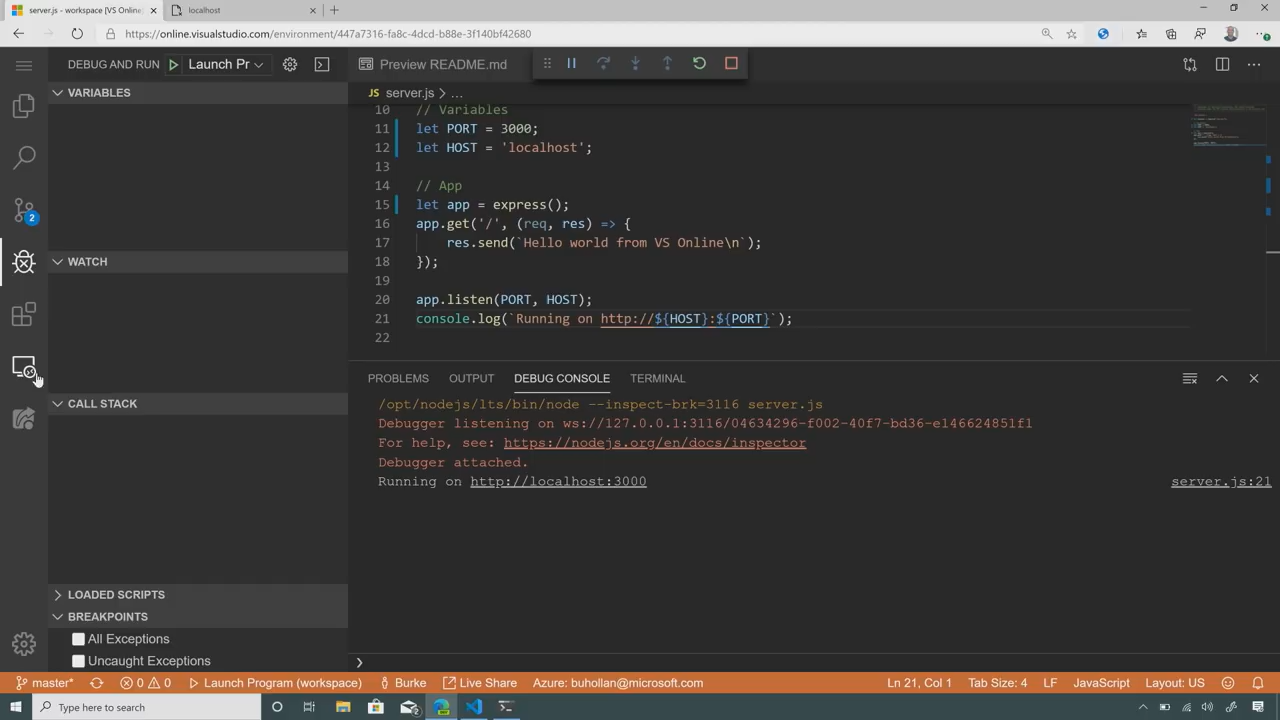 server.js - workspace [VS Online]
localhost
https://online.visualstudio.com/environment/447a7316-fa8c-4dcd-b88e-3f140bf42680
DEBUG AND RUN
Launch Pr
Preview README.md
VARIABLES
JS server.js > ...
10 // Variables
11 let PORT = 3000;
12 let HOST = 'localhost';
13
14 // App
15 let app = express();
16 app.get('/', (req, res) => {
17 res.send(`Hello world from VS Online\n`);
18 });
19
20 app.listen(PORT, HOST);
21 console.log(`Running on http://${HOST}:${PORT}`);
22
2
WATCH
CALL STACK
LOADED SCRIPTS
BREAKPOINTS
All Exceptions
Uncaught Exceptions
PROBLEMS OUTPUT DEBUG CONSOLE TERMINAL
/opt/nodejs/lts/bin/node --inspect-brk=3116 server.js
Debugger listening on ws://127.0.0.1:3116/04634296-f002-40f7-bd36-e146624851f1
For help, see: https://nodejs.org/en/docs/inspector
Debugger attached.
Running on http://localhost:3000 server.js:21
master* 0 0 Launch Program (workspace) Burke Live Share Azure: buhollan@microsoft.com Ln 21, Col 1 Tab Size: 4 LF JavaScript Layout: US
Type here to search